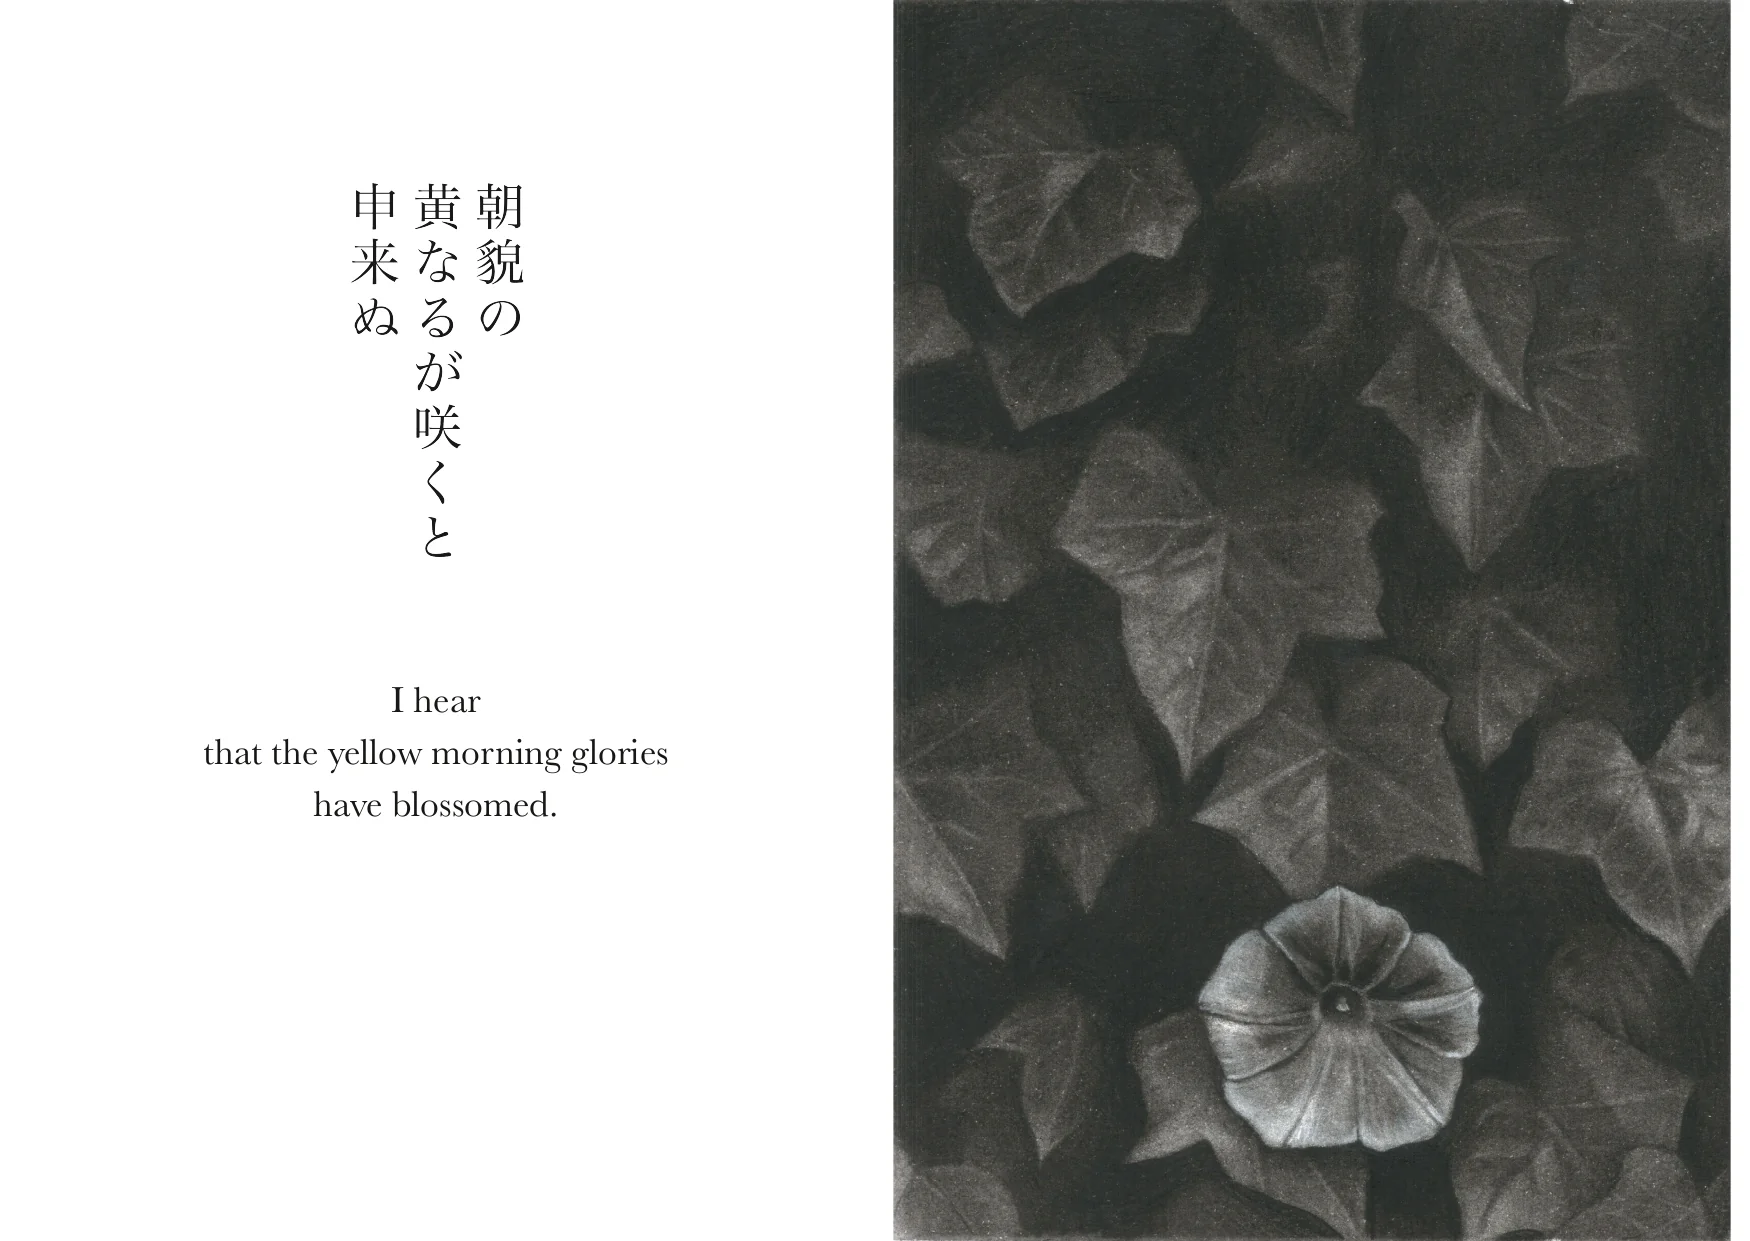 朝貌の
黄なるが咲くと
申来ぬ
I hear
that the yellow morning glories
have blossomed.